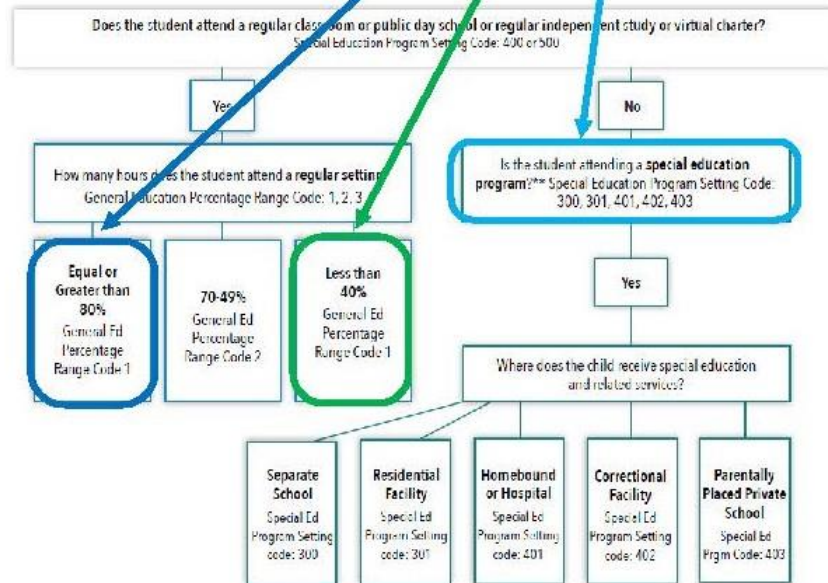 Does the student attend a regular classroom or public day school or regular independent study or virtual charter?
Special Education Program Setting Code: 400 or 500
Yes
No
How many hours does the student attend a regular setting
General Education Percentage Range Code: 1, 2, 3
Is the student attending a special education
program?** Special Education Program Setting Code:
300, 301, 401, 402, 403
Equal or
Greater than
80%
General Ed
Percentage
Range Code 1
70-49%
General Ed
Percentage
Range Code 2
Less than
40%
General Ed
Percentage
Range Code 1
Yes
Where does the child receive special education
and related services?
Separate
School
Special Ed
Program Setting
code: 300
Residential
Facility
Special Ed
Program Setting
code: 301
Homebound
or Hospital
Special Ed
Program Setting
code: 401
Correctional
Facility
Special Ed
Program Setting
code: 402
Parentally
Placed Private
School
Special Ed
Prgm Code: 403